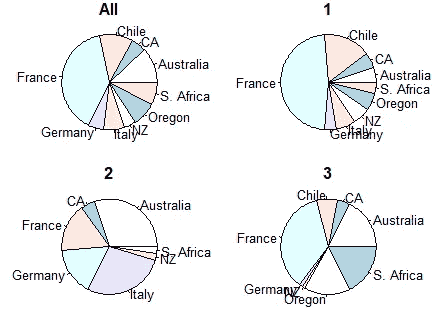 All
Chile
CA
Australia
France
S. Africa
Oregon
NZ
Italy
Germany
1
Chile
CA
Australia
France
S. Africa
Oregon
NZ
Italy
Germany
2
CA
Australia
France
S. Africa
NZ
Germany
Italy
3
Chile
CA
Australia
France
S. Africa
Germany
NZ
Oregon